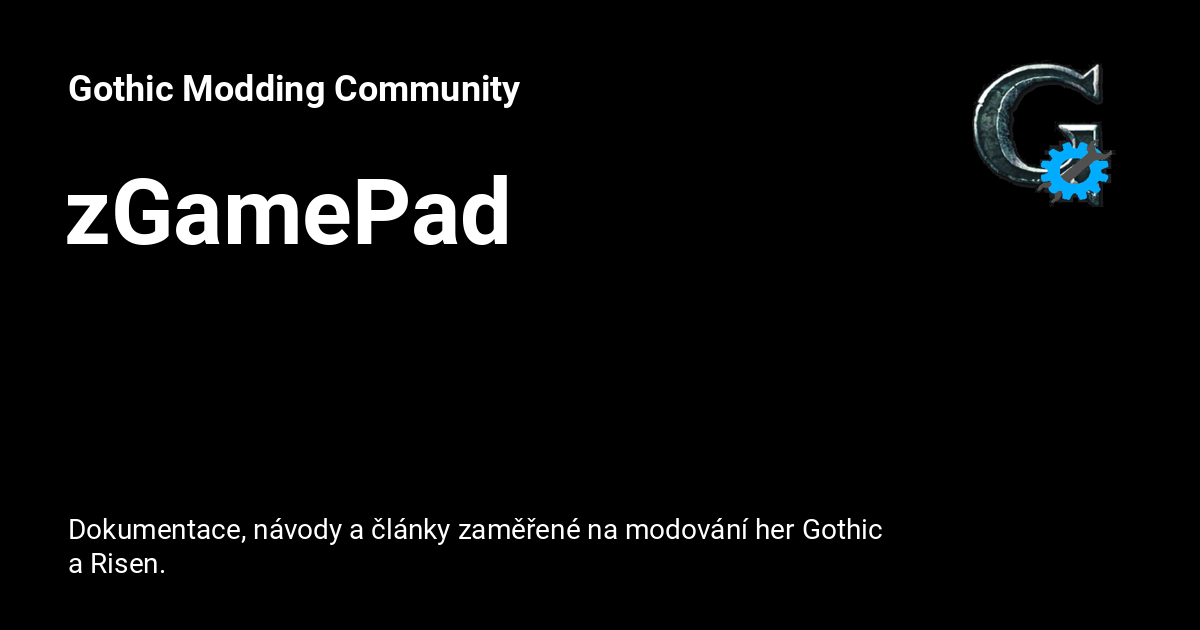 Gothic Modding Community
zGamePad
Dokumentace, návody a články zaměřené na modování her Gothic
a Risen.